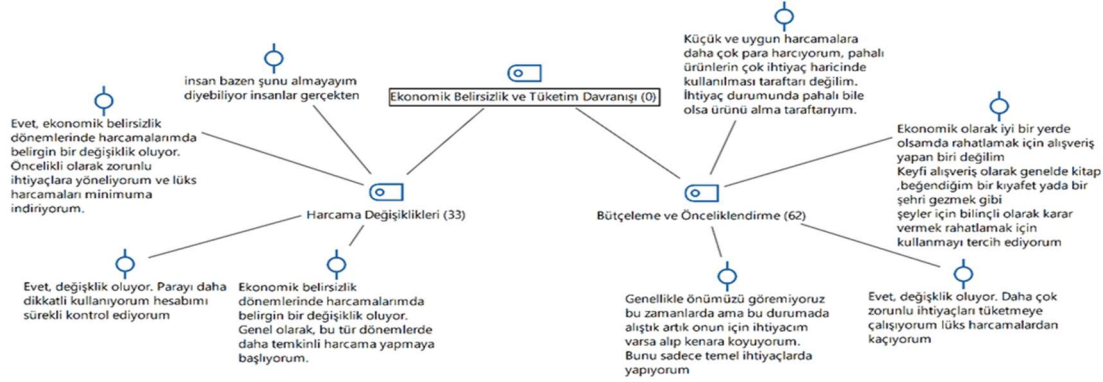 Ekonomik Belirsizlik ve Tüketim Davranışı (0)
insan bazen şunu almayayım
diyebiliyor insanlar gerçekten
Evet, ekonomik belirsizlik
dönemlerinde harcamalarımda
belirgin bir değişiklik oluyor.
Öncelikli olarak zorunlu
ihtiyaçlara yöneliyorum ve lüks
harcamaları minimuma
indiriyorum.
Harcama Değişiklikleri (33)
Evet, değişklik oluyor. Parayı daha
dikkatli kullanıyorum hesabımı
sürekli kontrol ediyorum
Ekonomik belirsizlik
dönemlerinde harcamalarımda
belirgin bir değişiklik oluyor.
Genel olarak, bu tür dönemlerde
daha temkinli harcama yapmaya
başlıyorum.
Küçük ve uygun harcamalara
daha çok para harcıyorum, pahalı
ürünlerin çok ihtiyaç haricinde
kullanılması taraftarı değilim.
İhtiyaç durumunda pahalı bile
olsa ürünü alma taraftarıyım.
Ekonomik olarak iyi bir yerde
olsamda rahatlamak için alışveriş
yapan biri değilim
Keyfi alışveriş olarak genelde kitap
,beğendiğim bir kıyafet yada bir
şehri gezmek gibi
şeyler için bilinçli olarak karar
vermek rahatlamak için
kullanmayı tercih ediyorum
Bütçeleme ve Önceliklendirme (62)
Genellikle önümüzü göremiyoruz
bu zamanlarda ama bu durumada
alıştık artık onun için ihtiyacım
varsa alıp kenara koyuyorum.
Bunu sadece temel ihtiyaçlarda
yapıyorum
Evet, değişklik oluyor. Daha çok
zorunlu ihtiyaçları tüketmeye
çalışıyorum lüks harcamalardan
kaçıyorum